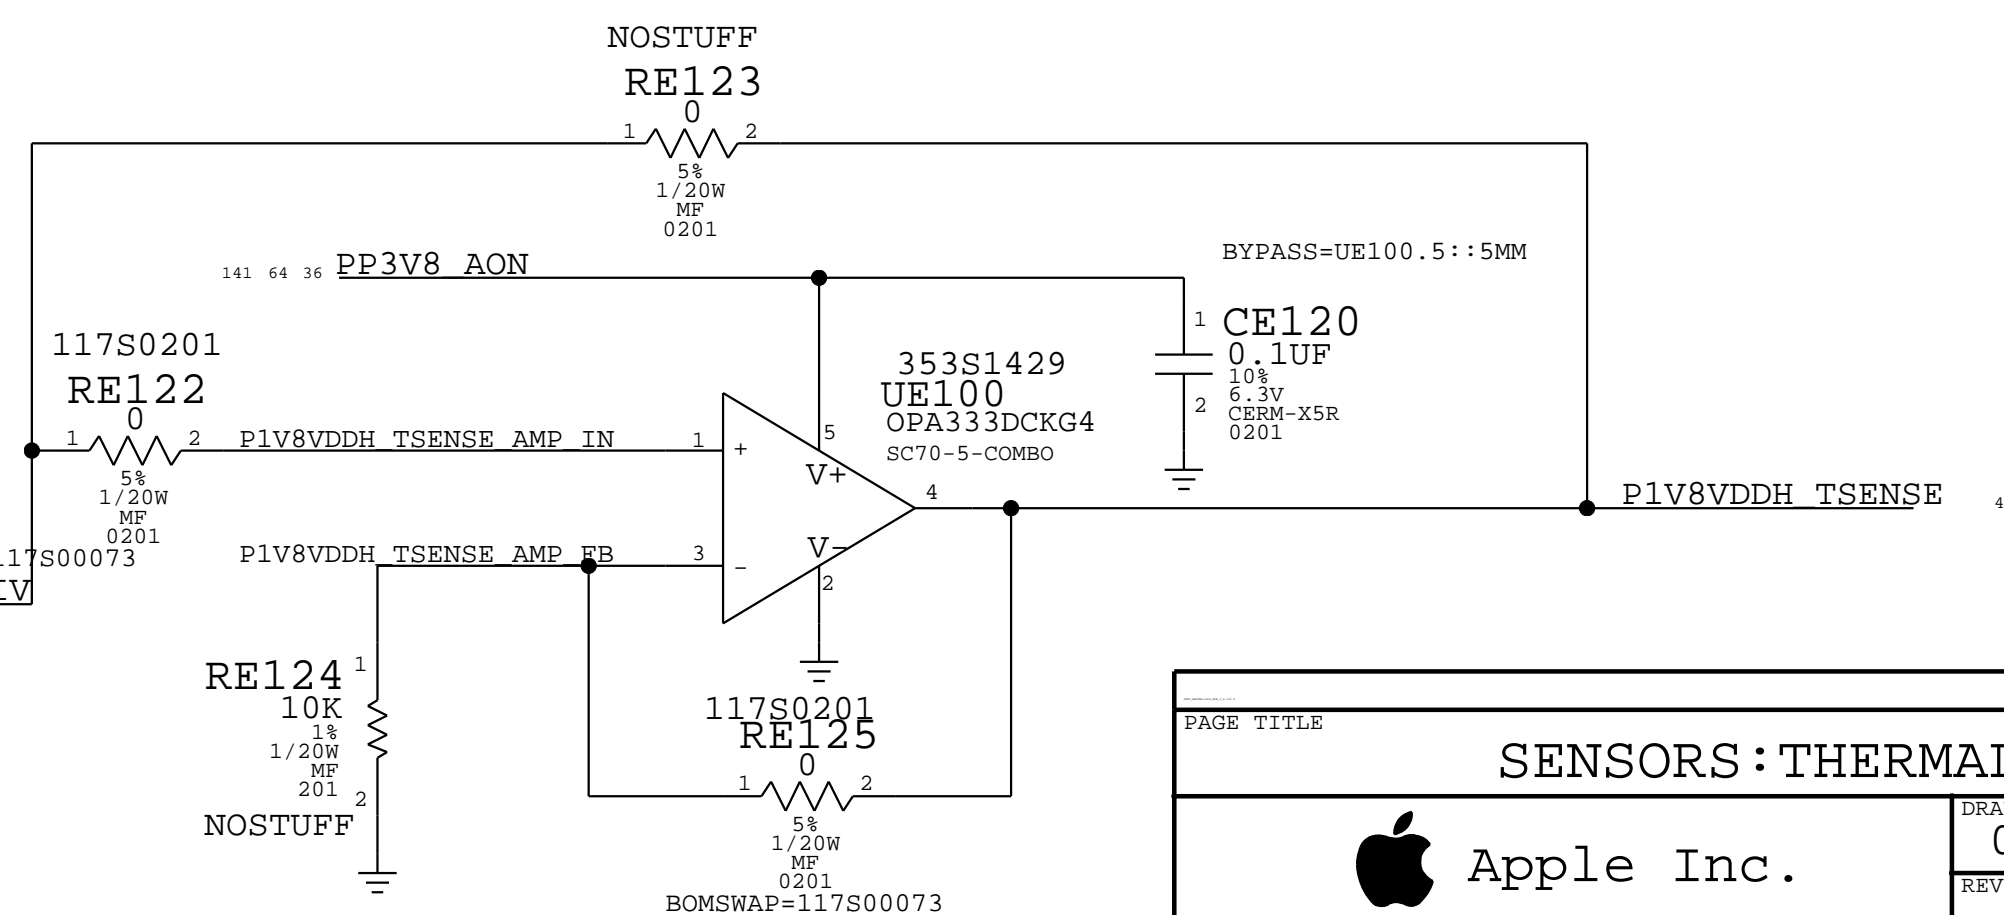 NOSTUFF
RE123
0
1 2
5%
1/20W
MF
0201
BYPASS=UE100.5::5MM
141 64 36 PP3V8_AON
1 CE120
0.1UF
10%
6.3V
2 CERM-X5R
0201
117S0201
RE122
0
1 2
5%
1/20W
MF
0201
117S00073
IV
P1V8VDDH_TSENSE_AMP_IN 1 +
353S1429
UE100
OPA333DCKG4
SC70-5-COMBO
5
V+
4
P1V8VDDH_TSENSE
4
P1V8VDDH_TSENSE_AMP_FB 3 -
V-
2
RE124 1
10K
1%
1/20W
MF
201
2
NOSTUFF
117S0201
RE125
0
1 2
5%
1/20W
MF
0201
BOMSWAP=117S00073
PAGE TITLE
SENSORS:THERMAL
Apple Inc.
DRA
0
REV